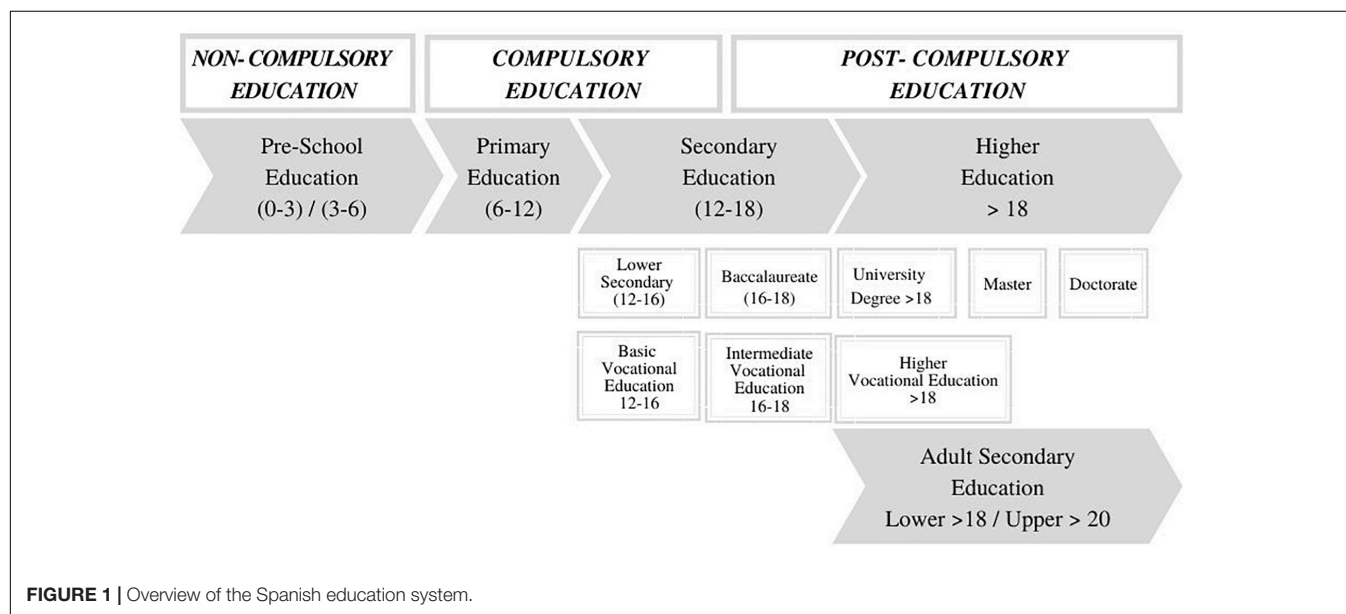 NON- COMPULSORY
EDUCATION
COMPULSORY
EDUCATION
POST- COMPULSORY
EDUCATION
Pre-School
Education
(0-3) / (3-6)
Primary
Education
(6-12)
Secondary
Education
(12-18)
Higher
Education
> 18
Lower
Secondary
(12-16)
Baccalaureate
(16-18)
University
Degree >18
Master
Doctorate
Basic
Vocational
Education
12-16
Intermediate
Vocational
Education
16-18
Higher
Vocational Education
>18
Adult Secondary
Education
Lower >18 / Upper > 20
FIGURE 1 | Overview of the Spanish education system.